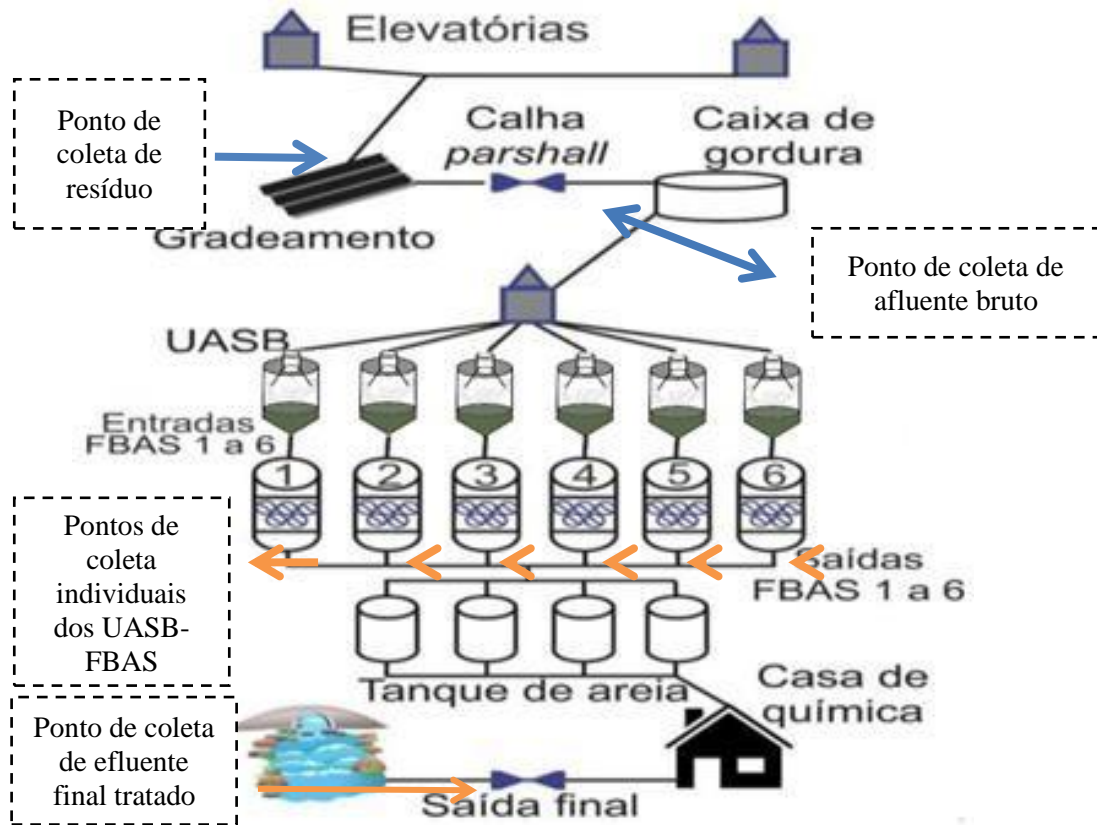 Elevatórias
Ponto de
coleta de
resíduo
Calha
parshall
Caixa de
gordura
Gradeamento
Ponto de coleta de
afluente bruto
UASB
Entradas
FBAS 1 a 6
1 2 3 4 5 6
Pontos de
coleta
individuais
dos UASB-
FBAS
Saídas
FBAS 1 a 6
Tanque de areia
Casa de
química
Ponto de coleta
de efluente
final tratado
Saída final